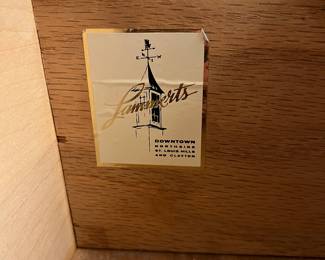 Lammerts
DOWNTOWN
NORTHSIDE
ST. LOUIS HILLS
AND CLAYTON